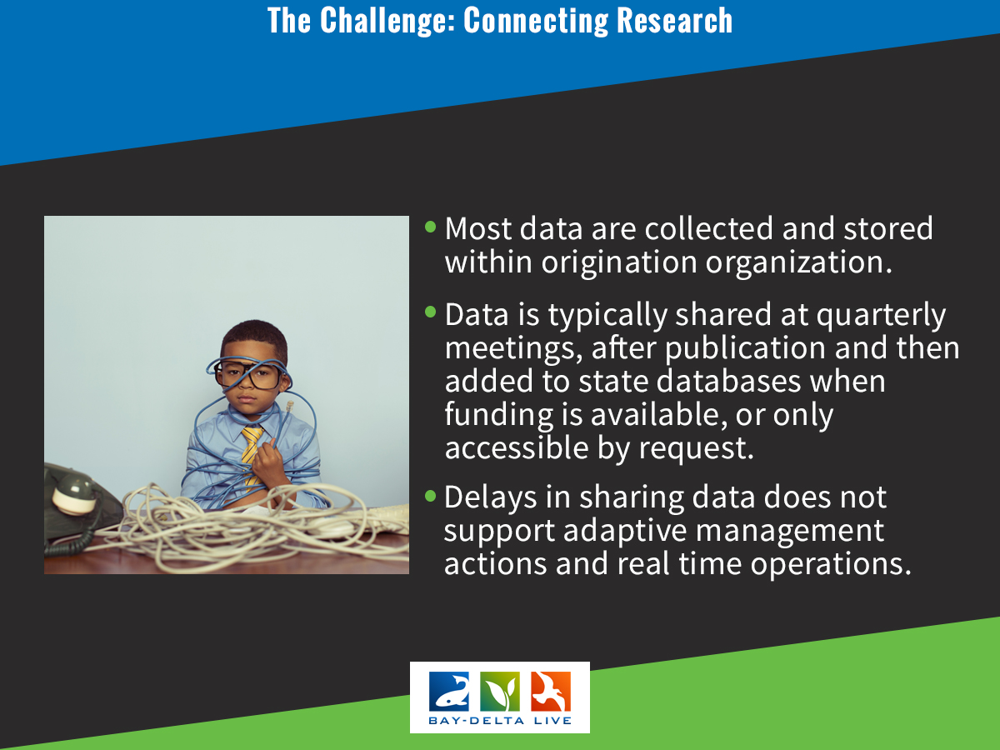 The Challenge: Connecting Research
Most data are collected and stored
within origination organization.
Data is typically shared at quarterly
meetings, after publication and then
added to state databases when
funding is available, or only
accessible by request.
Delays in sharing data does not
support adaptive management
actions and real time operations.
BAY-DELTA LIVE